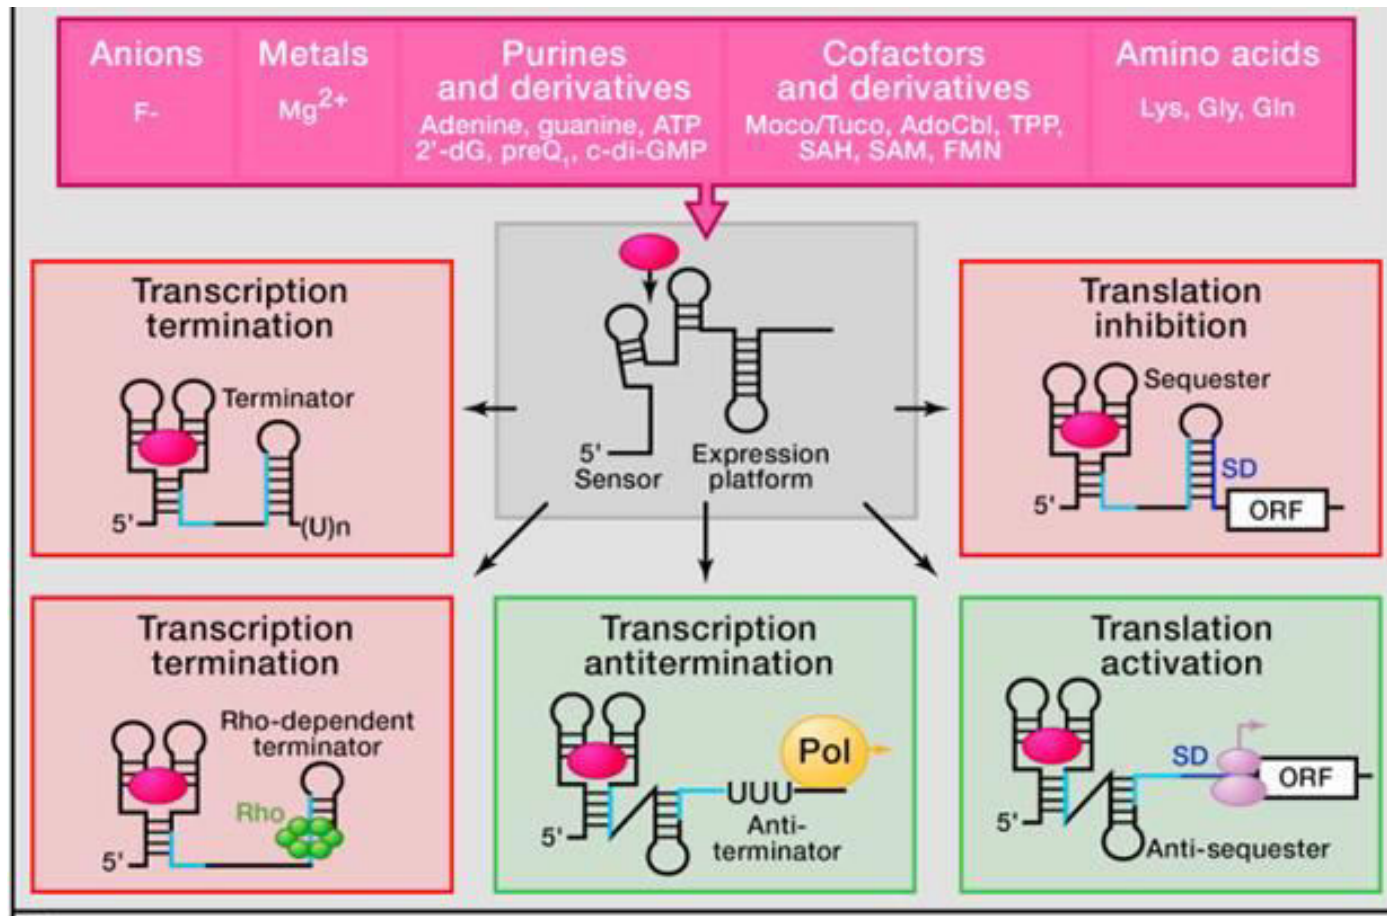 Anions
F-
Metals
Mg2+
Purines
and derivatives
Adenine, guanine, ATP
2'-dG, preQ1, c-di-GMP
Cofactors
and derivatives
Moco/Tuco, AdoCbl, TPP,
SAH, SAM, FMN
Amino acids
Lys, Gly, Gln
Transcription
termination
Terminator
5'
(U)n
5'
Sensor
Expression
platform
Translation
inhibition
Sequester
SD
5'
ORF
Transcription
termination
Rho-dependent
terminator
Rho
5'
Transcription
antitermination
Pol
UUU
5'
Anti-
terminator
Translation
activation
SD
ORF
5'
Anti-sequester